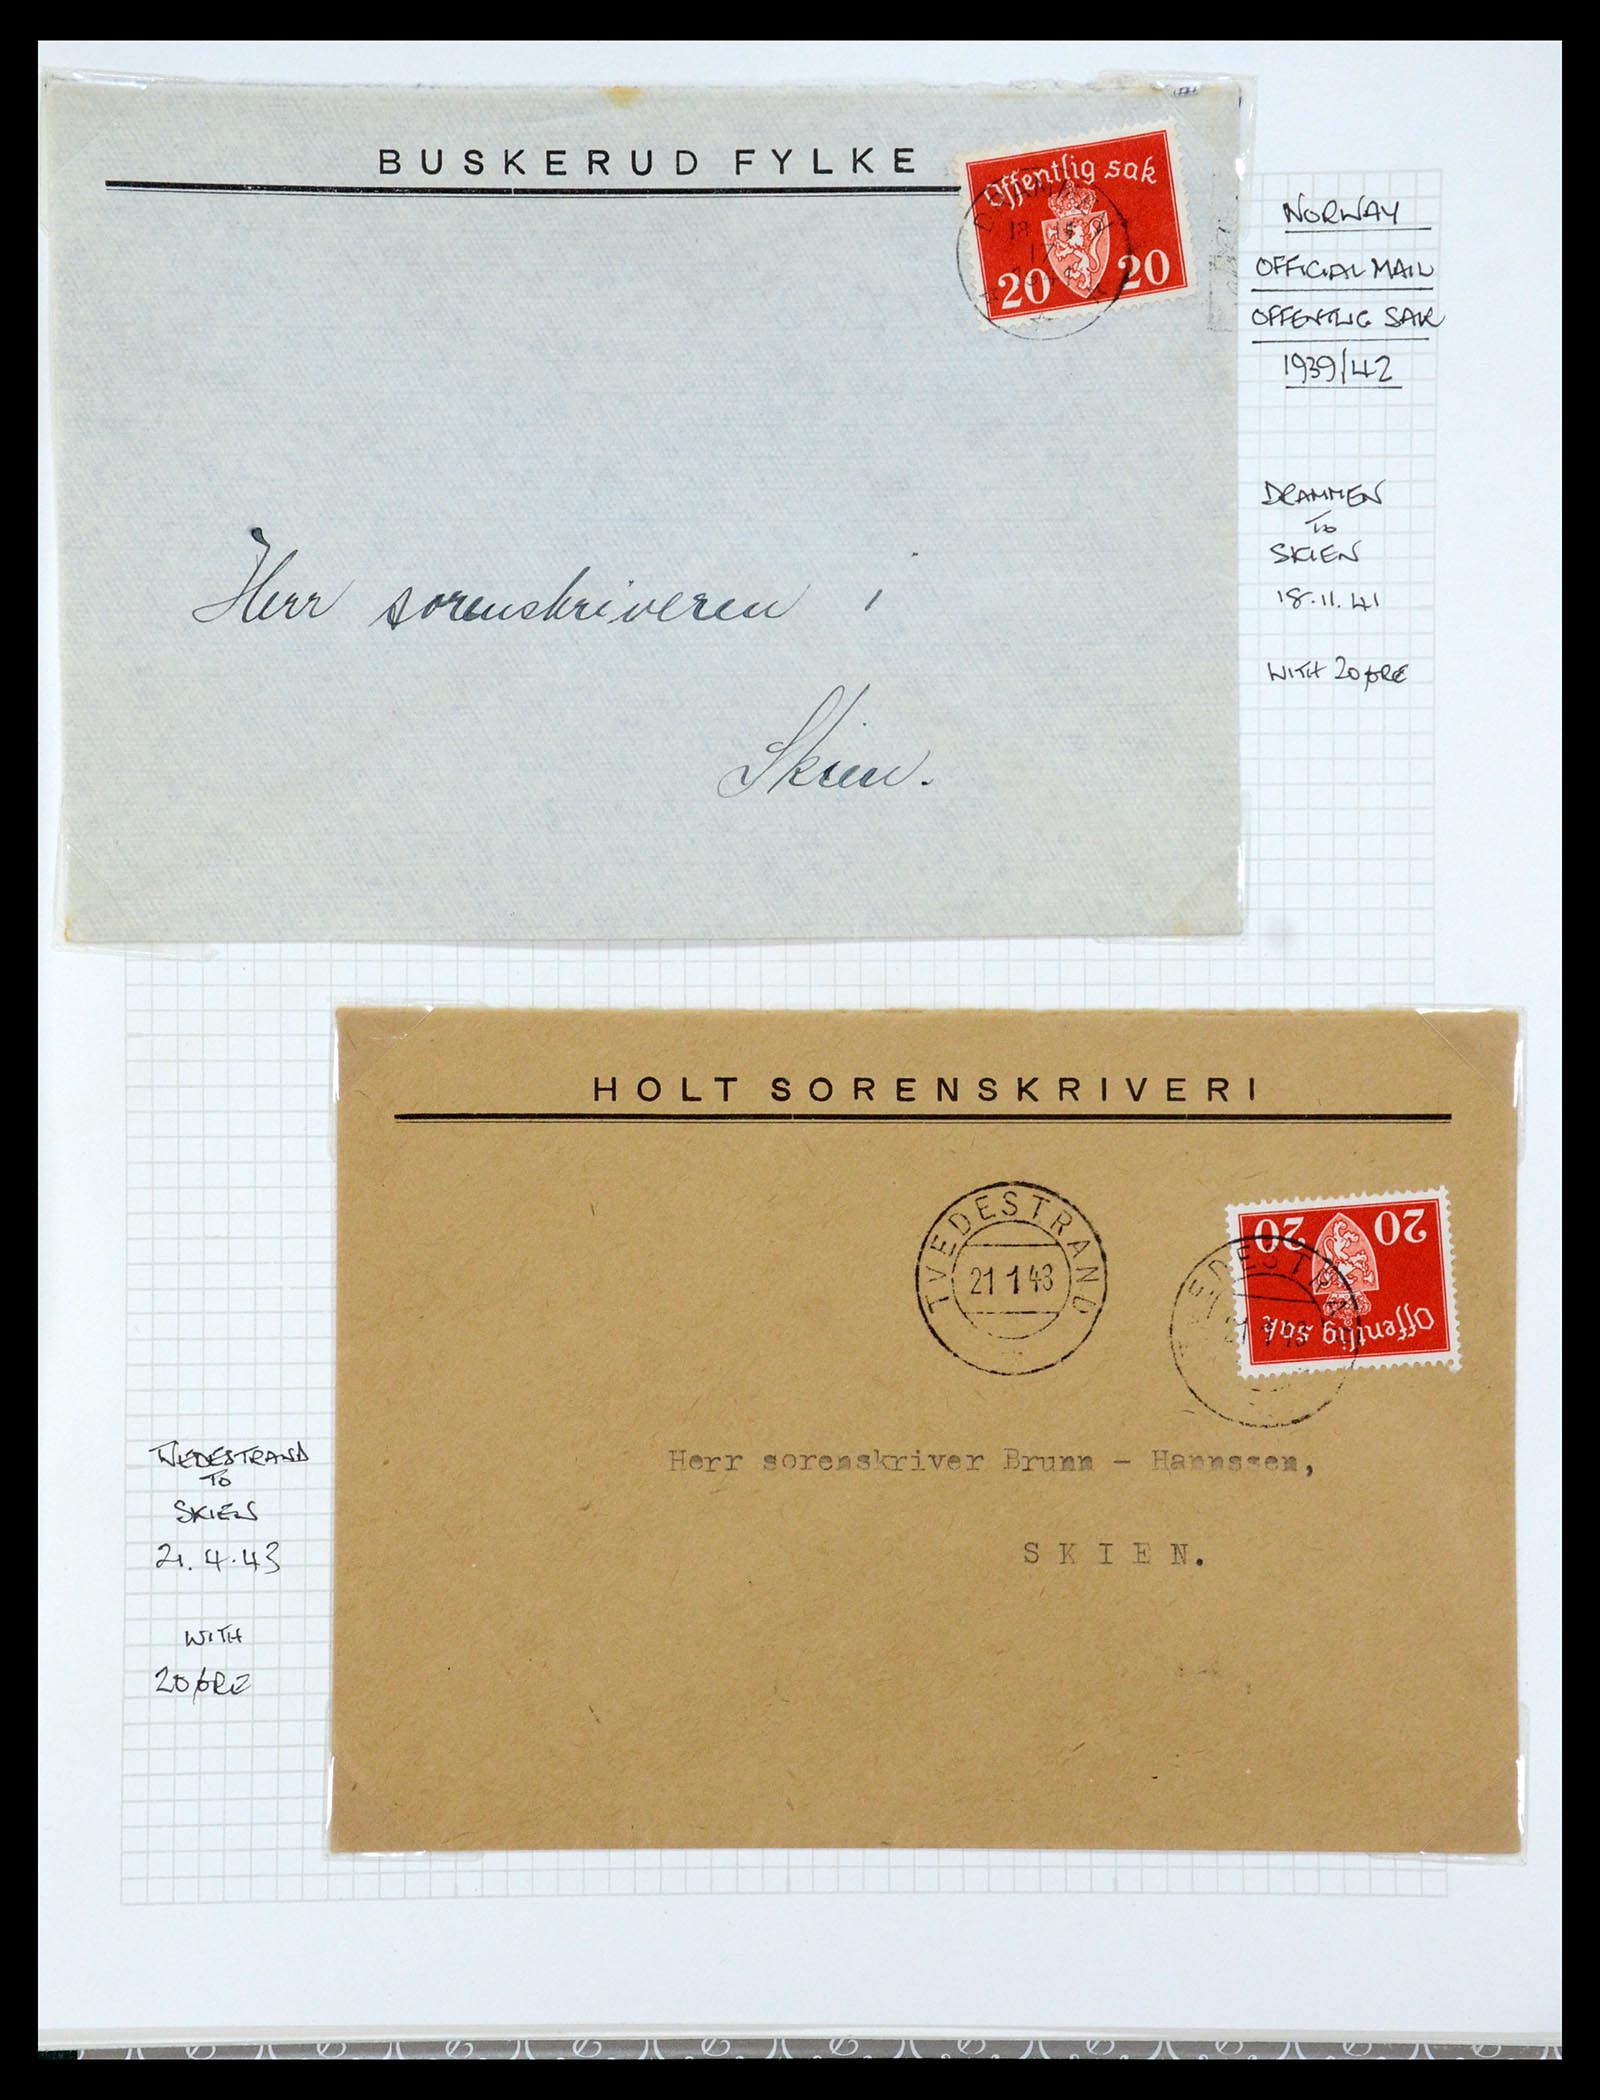 BUSKERUD FYLKE
Offentlig sak
20 20
Herr sorenskriveren i
Skien.
NORWAY
OFFICIAL MAIL
OFFENTLIG SAK
1939/42
DRAMMEN
TO
SKIEN
18.11.41
WITH 20 ØRE
HOLT SORENSKRIVERI
TVEDESTRAND
21 1 43
20 20
Offentlig sak
Herr sorenskriver Brunn - Hannssen,
SKIEN.
TVEDESTRAND
TO
SKIEN
21.4.43
WITH
20 ØRE